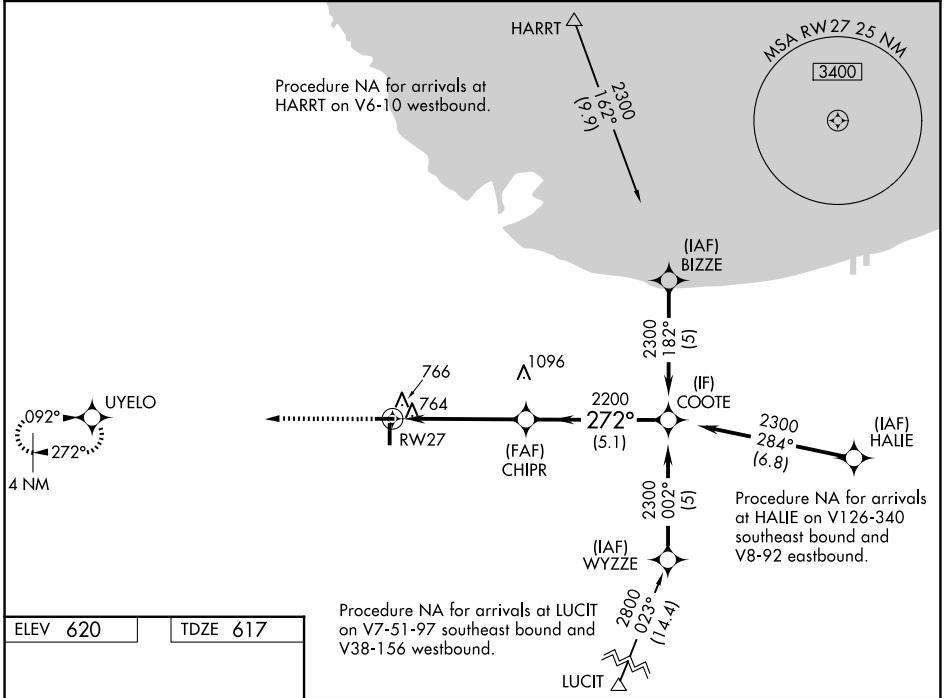 HARRT
MSA RW27 25 NM
3400
Procedure NA for arrivals at
HARRT on V6-10 westbound.
2300
162°
(9.9)
(IAF)
BIZZE
2300
182°
(5)
1096
766
764
UYELO
092°
272°
4 NM
RW27
(FAF)
CHIPR
2200
272°
(5.1)
(IF)
COOTE
2300
284°
(6.8)
(IAF)
HALIE
Procedure NA for arrivals
at HALIE on V126-340
southeast bound and
V8-92 eastbound.
2300
002°
(5)
(IAF)
WYZZE
2800
023°
(14.4)
LUCIT
Procedure NA for arrivals at LUCIT
on V7-51-97 southeast bound and
V38-156 westbound.
ELEV 620
TDZE 617